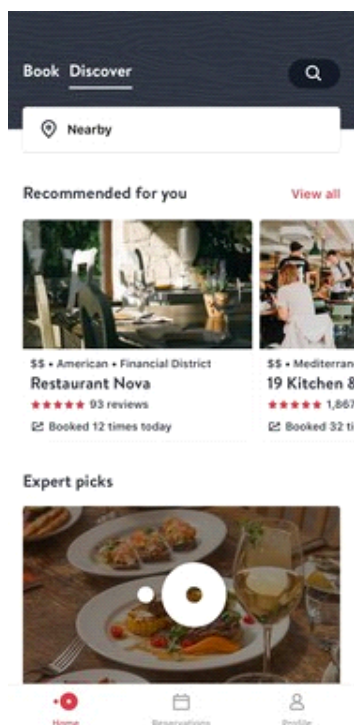 Book Discover
Nearby
Recommended for you View all
$$ • American • Financial District
Restaurant Nova
93 reviews
Booked 12 times today
$$ • Mediterran
19 Kitchen &
1,867
Booked 32 ti
Expert picks
Home Reservations Profile